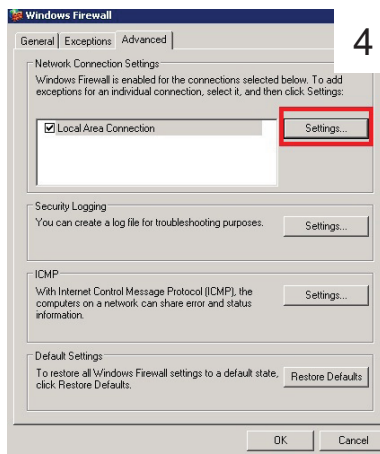 Windows Firewall
4
General Exceptions Advanced
Network Connection Settings
Windows Firewall is enabled for the connections selected below. To add
exceptions for an individual connection, select it, and then click Settings:
Local Area Connection
Settings...
Security Logging
You can create a log file for troubleshooting purposes.
Settings...
ICMP
With Internet Control Message Protocol (ICMP), the
computers on a network can share error and status
information.
Settings...
Default Settings
To restore all Windows Firewall settings to a default state,
click Restore Defaults.
Restore Defaults
OK Cancel